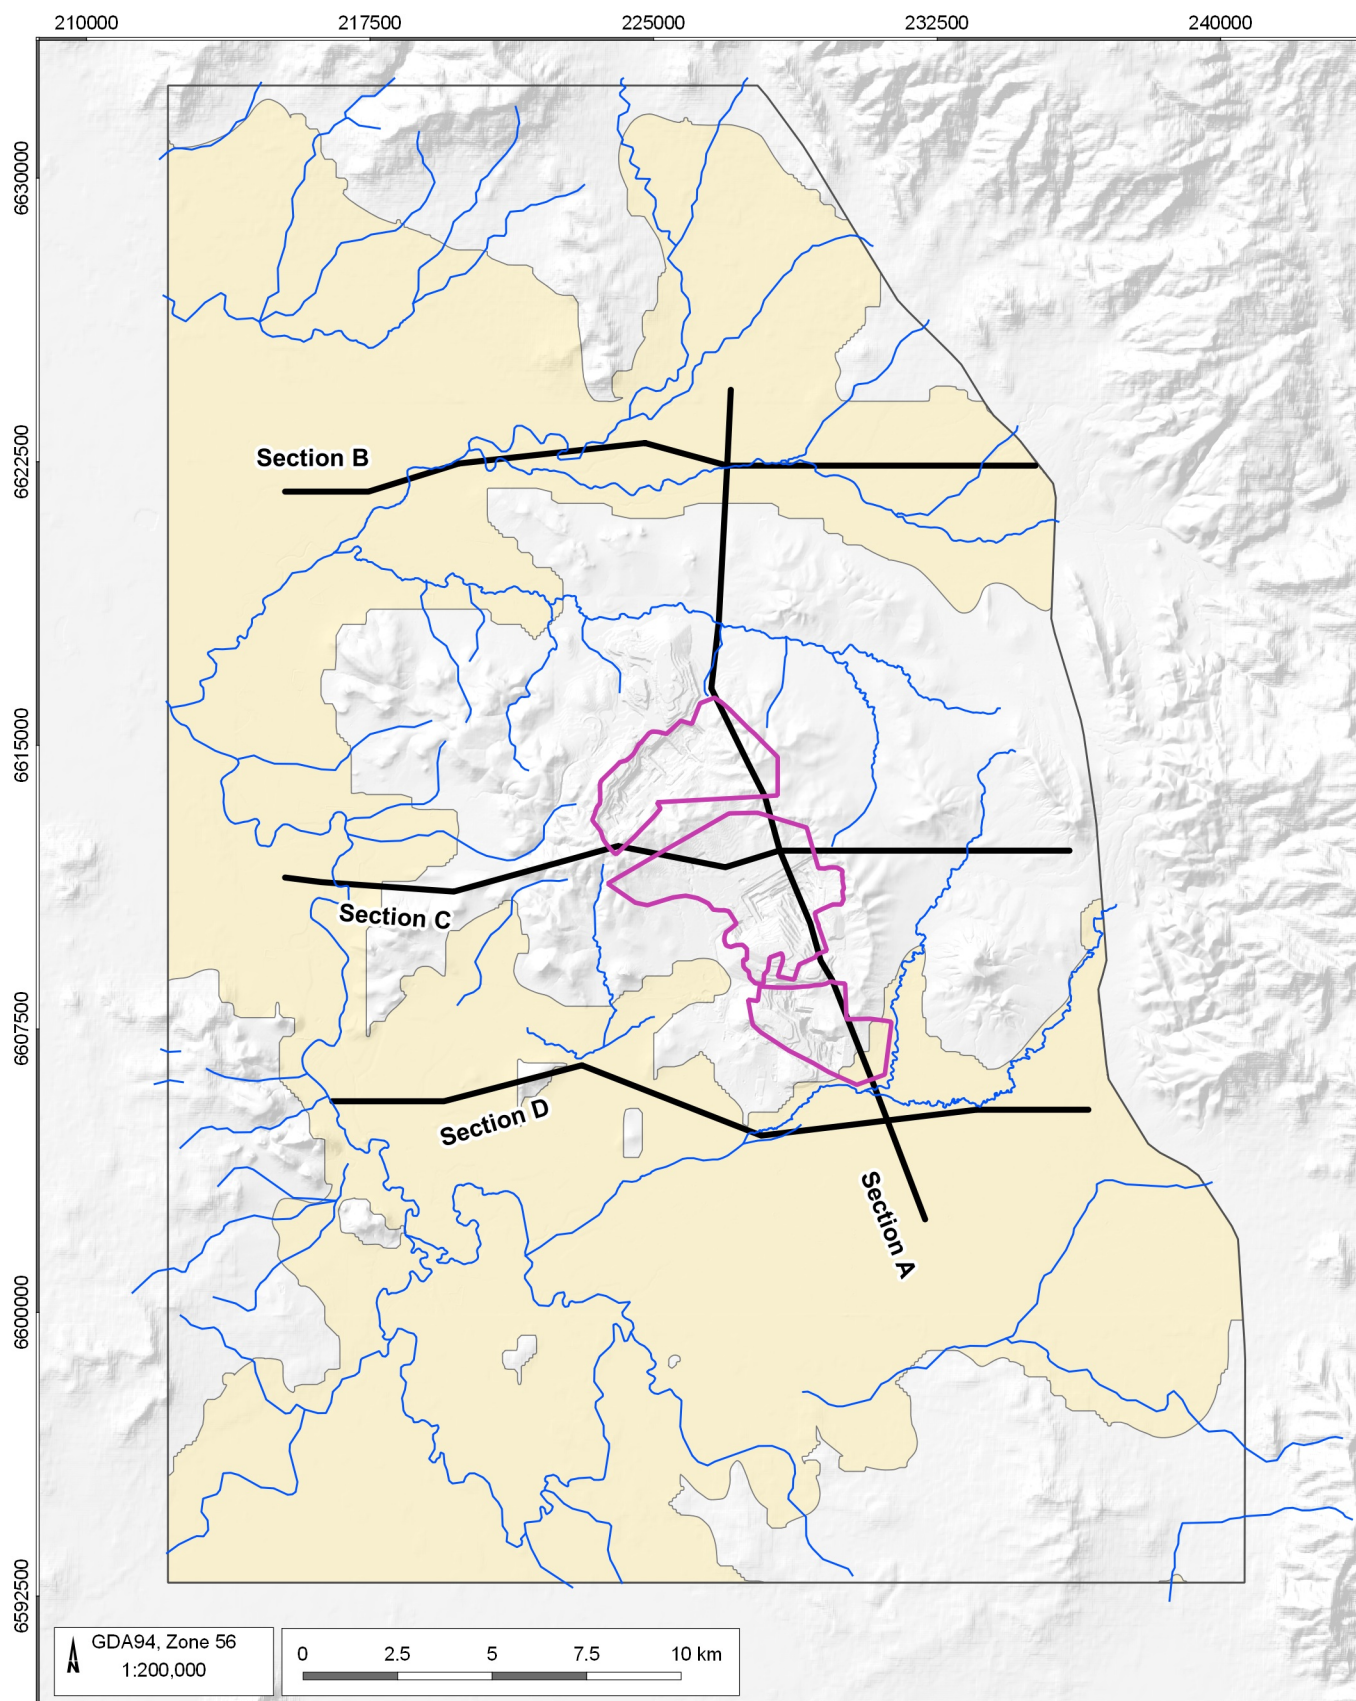 210000 217500 225000 232500 240000
6630000
6622500
6615000
6607500
6600000
6592500
Section B
Section C
Section D
Section A
GDA94, Zone 56
1:200,000
N
0 2.5 5 7.5 10 km